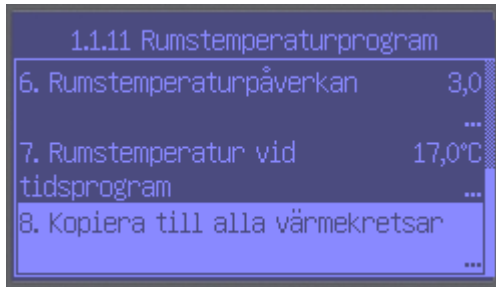 1.1.11 Rumstemperaturprogram
6. Rumstemperaturpåverkan 3,0
...
7. Rumstemperatur vid 17,0°C
tidsprogram ...
8. Kopiera till alla värmekretsar
...